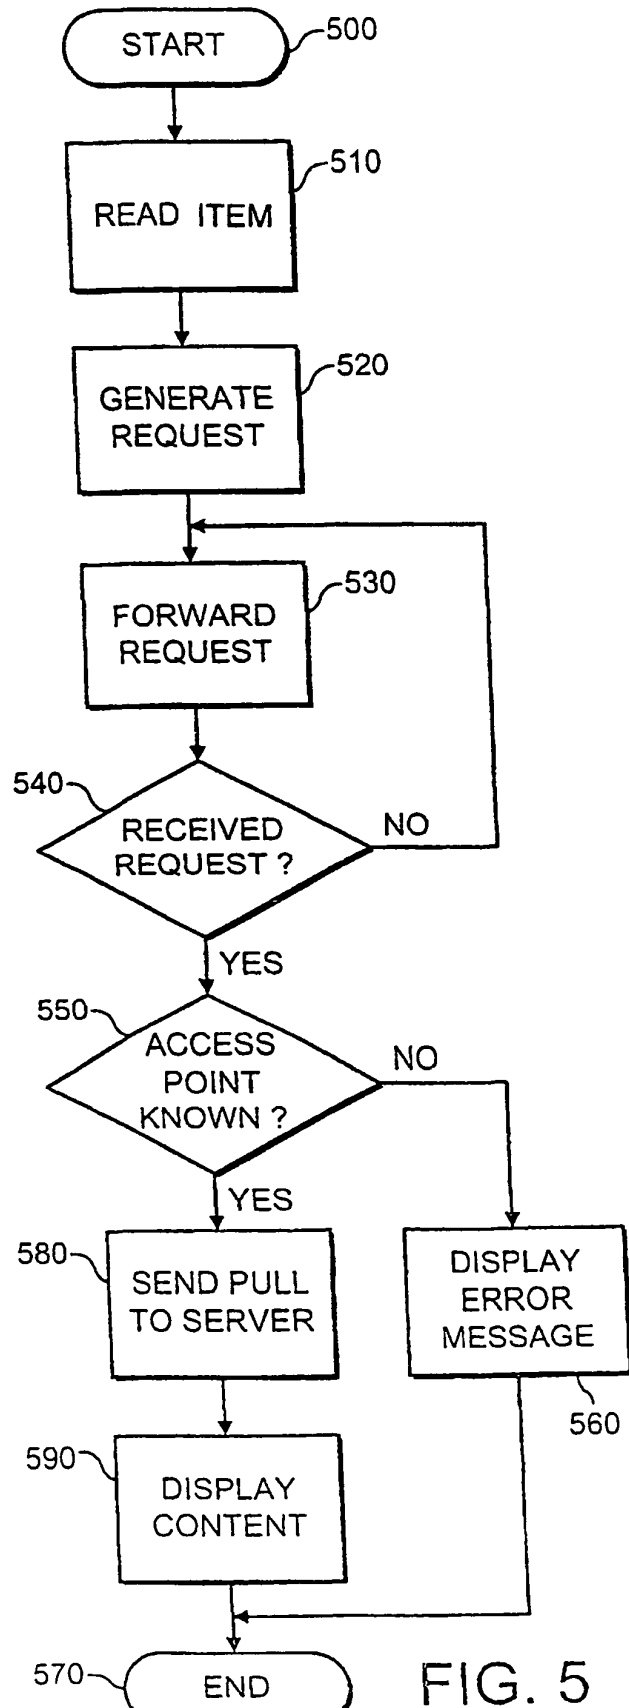 START
500
510
READ ITEM
520
GENERATE
REQUEST
530
FORWARD
REQUEST
540
RECEIVED
REQUEST ?
NO
YES
550
ACCESS
POINT
KNOWN ?
NO
YES
580
SEND PULL
TO SERVER
DISPLAY
ERROR
MESSAGE
560
590
DISPLAY
CONTENT
570
END
FIG. 5